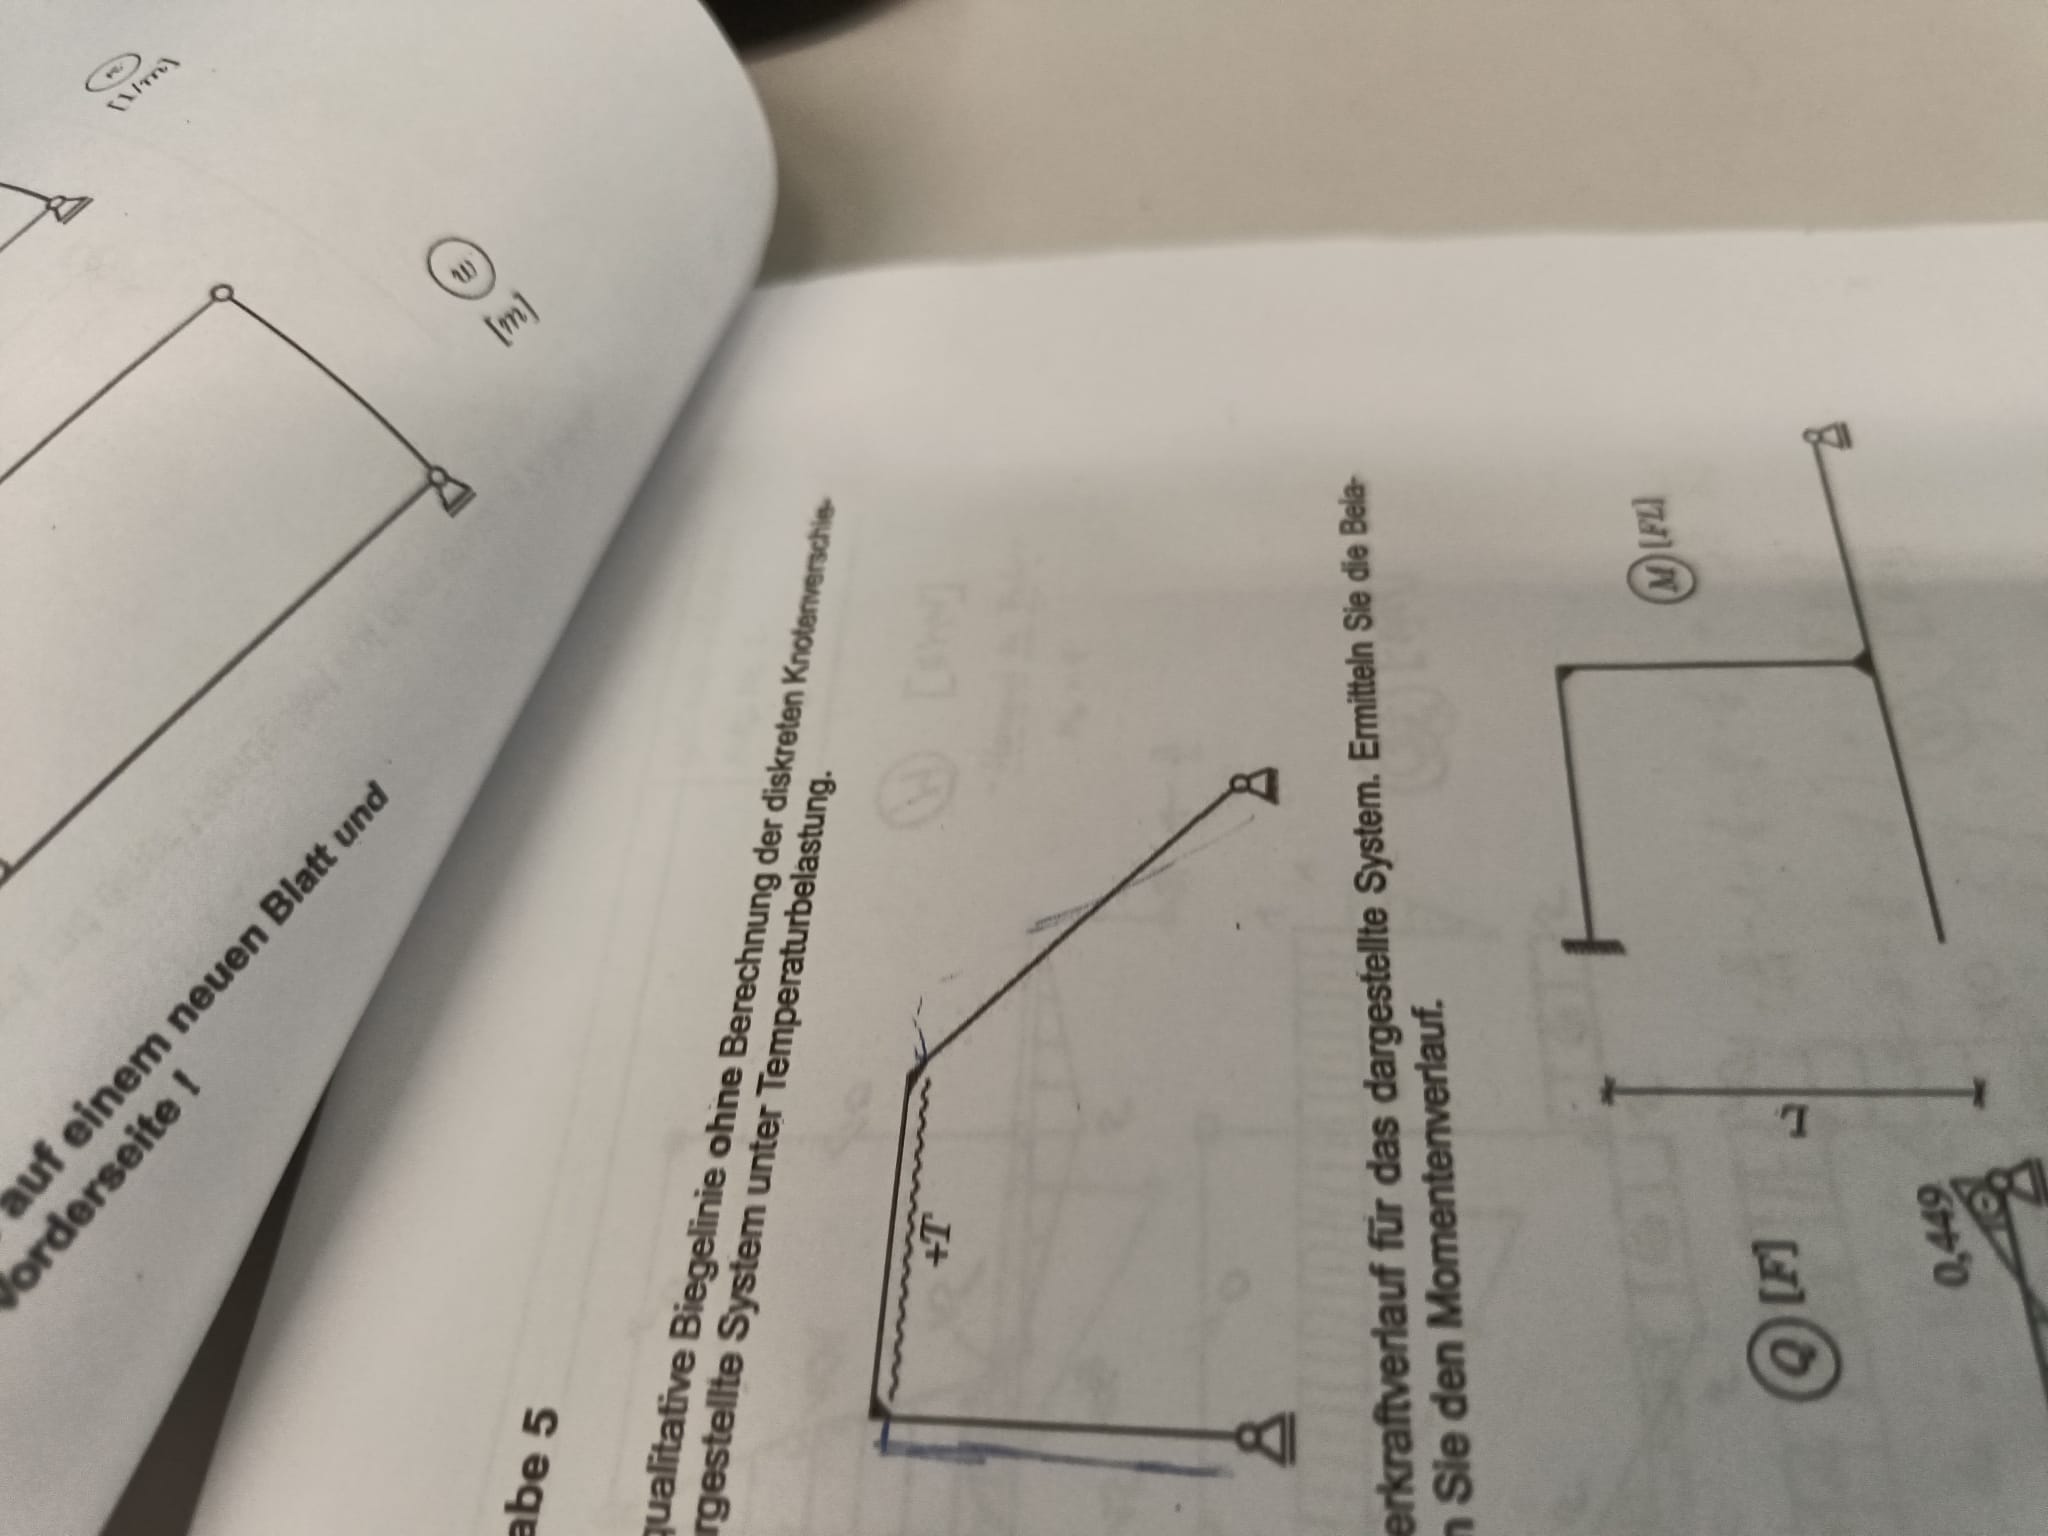 [1/m]
w
[m]
auf einem neuen Blatt und
Vorderseite !
abe 5
qualitative Biegelinie ohne Berechnung der diskreten Knotenverschie-
rgestellte System unter Temperaturbelastung.
+T
erkraftverlauf für das dargestellte System. Ermitteln Sie die Bela-
n Sie den Momentenverlauf.
Q [F]
L
M [FL]
0,449